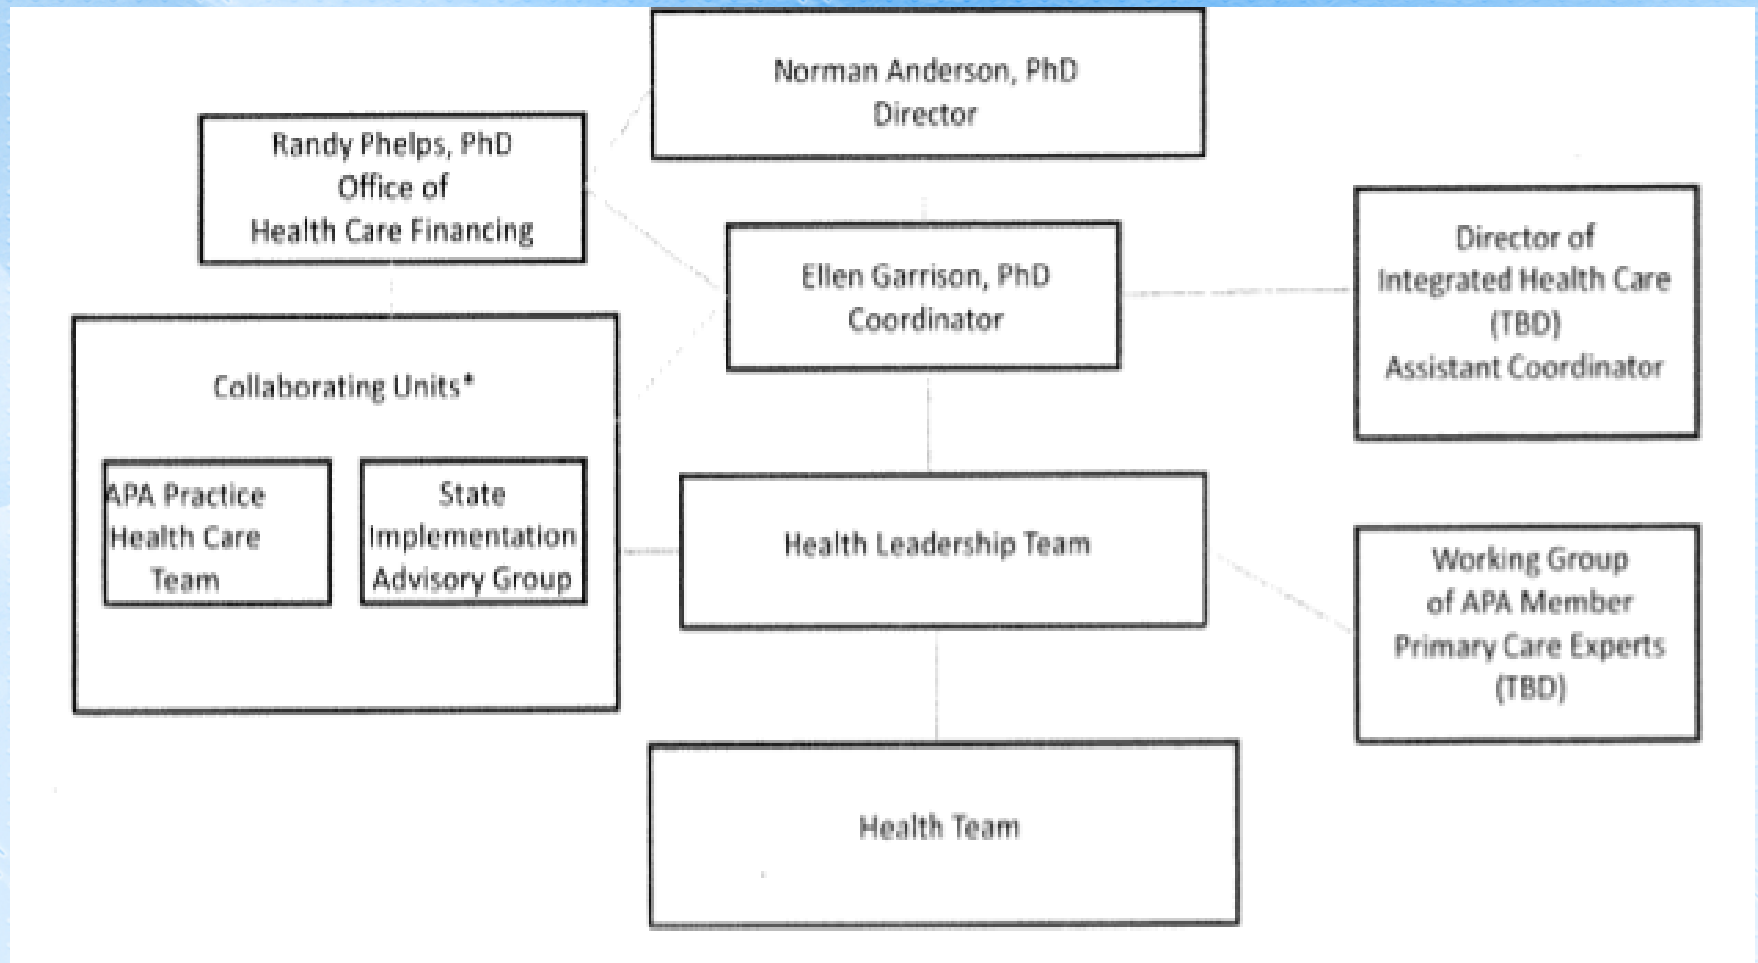 Norman Anderson, PhD
Director
Randy Phelps, PhD
Office of
Health Care Financing
Ellen Garrison, PhD
Coordinator
Director of
Integrated Health Care
(TBD)
Assistant Coordinator
Collaborating Units*
APA Practice
Health Care
Team
State
Implementation
Advisory Group
Health Leadership Team
Working Group
of APA Member
Primary Care Experts
(TBD)
Health Team